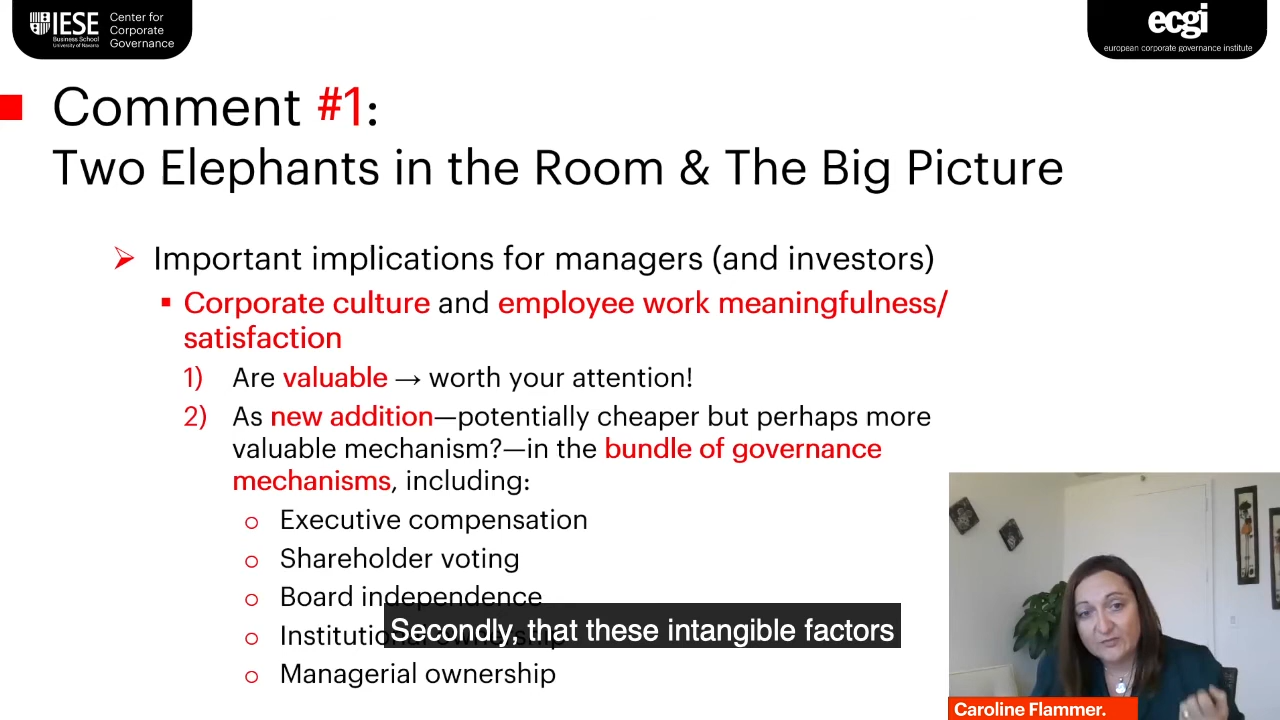 IESE
Business School
University of Navarra
Center for
Corporate
Governance
ecgi
european corporate governance institute
Comment #1:
Two Elephants in the Room & The Big Picture
Important implications for managers (and investors)
Corporate culture and employee work meaningfulness/
satisfaction
1) Are valuable → worth your attention!
2) As new addition—potentially cheaper but perhaps more
valuable mechanism?—in the bundle of governance
mechanisms, including:
o Executive compensation
o Shareholder voting
o Board independence
Secondly, that these intangible factors
o Managerial ownership
Caroline Flammer.